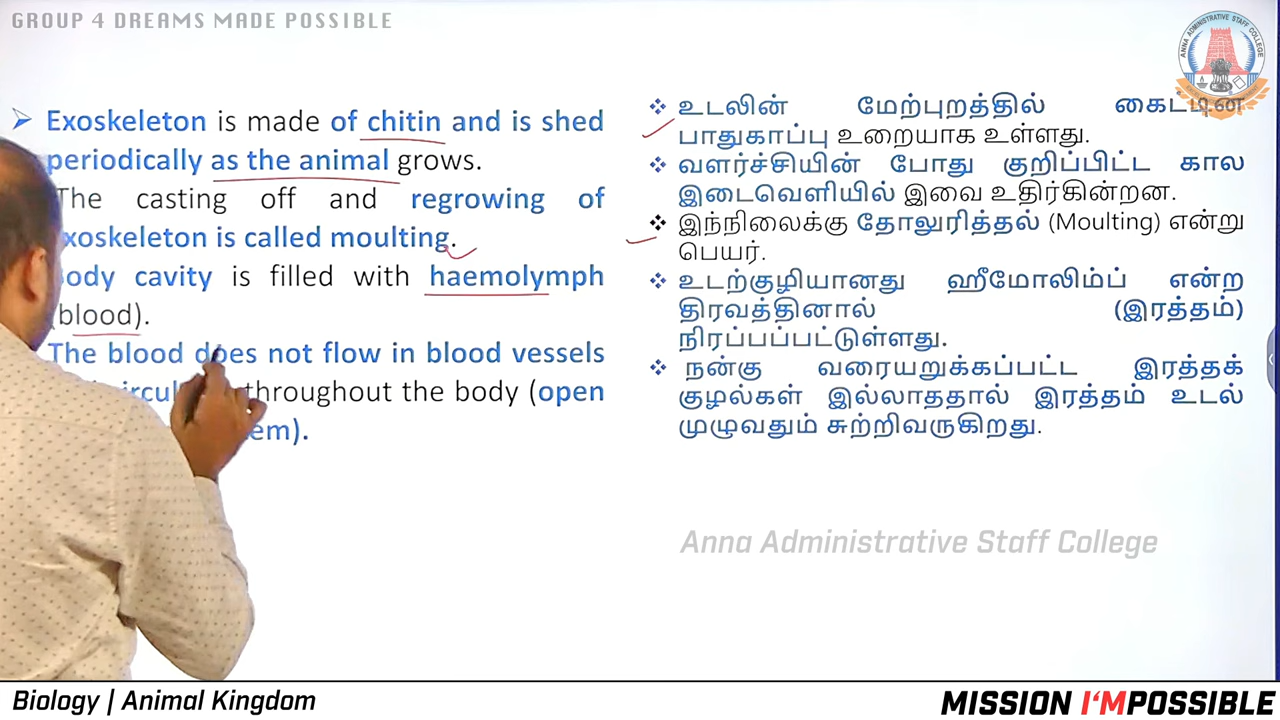 GROUP 4 DREAMS MADE POSSIBLE
ANNA ADMINISTRATIVE STAFF COLLEGE
Exoskeleton is made of chitin and is shed
periodically as the animal grows.
The casting off and regrowing of
exoskeleton is called moulting.
Body cavity is filled with haemolymph
(blood).
The blood does not flow in blood vessels
throughout the body (open
❖ உடலின் மேற்புறத்தில் கைட்டின்
பாதுகாப்பு உறையாக உள்ளது.
❖ வளர்ச்சியின் போது குறிப்பிட்ட கால
இடைவெளியில் இவை உதிர்கின்றன.
❖ இந்நிலைக்கு தோலுரித்தல் (Moulting) என்று
பெயர்.
❖ உடற்குழியானது ஹீமோலிம்ப் என்ற
திரவத்தினால் (இரத்தம்)
நிரப்பப்பட்டுள்ளது.
❖ நன்கு வரையறுக்கப்பட்ட இரத்தக்
குழல்கள் இல்லாததால் இரத்தம் உடல்
முழுவதும் சுற்றிவருகிறது.
Anna Administrative Staff College
Biology | Animal Kingdom
MISSION I'MPOSSIBLE